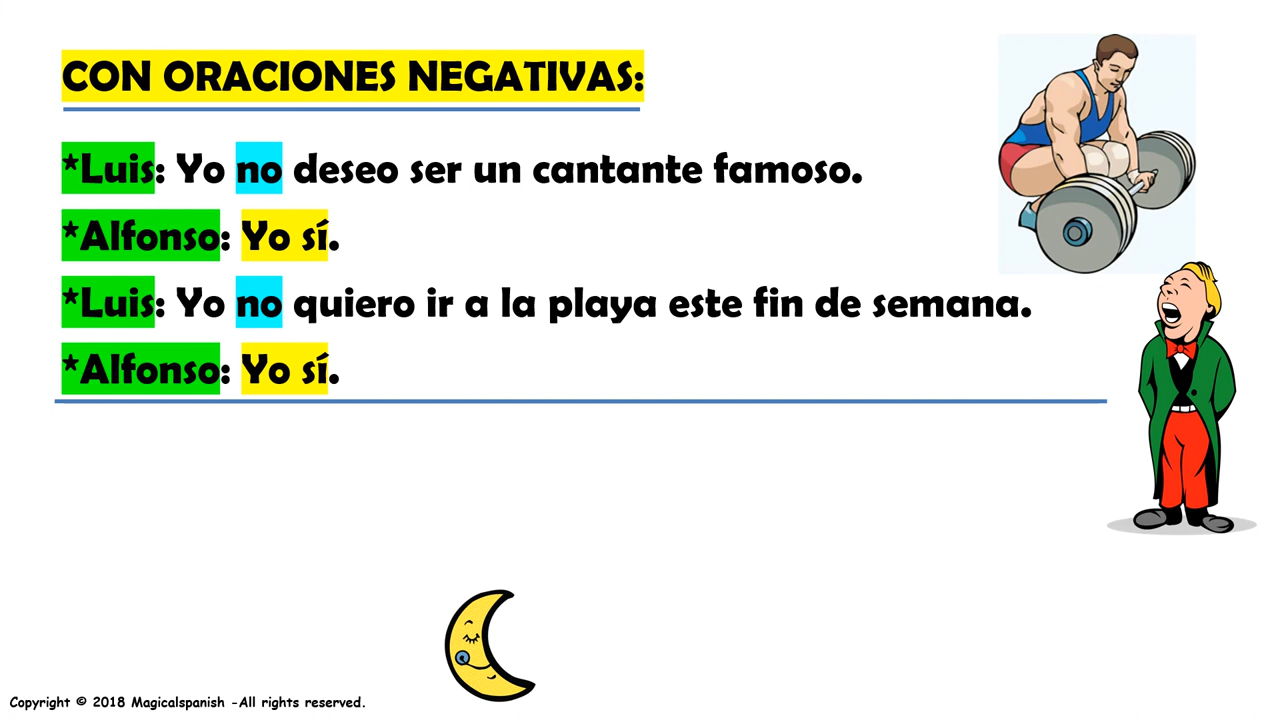 CON ORACIONES NEGATIVAS:
*Luis: Yo no deseo ser un cantante famoso.
*Alfonso: Yo sí.
*Luis: Yo no quiero ir a la playa este fin de semana.
*Alfonso: Yo sí.
Copyright © 2018 Magicalspanish -All rights reserved.